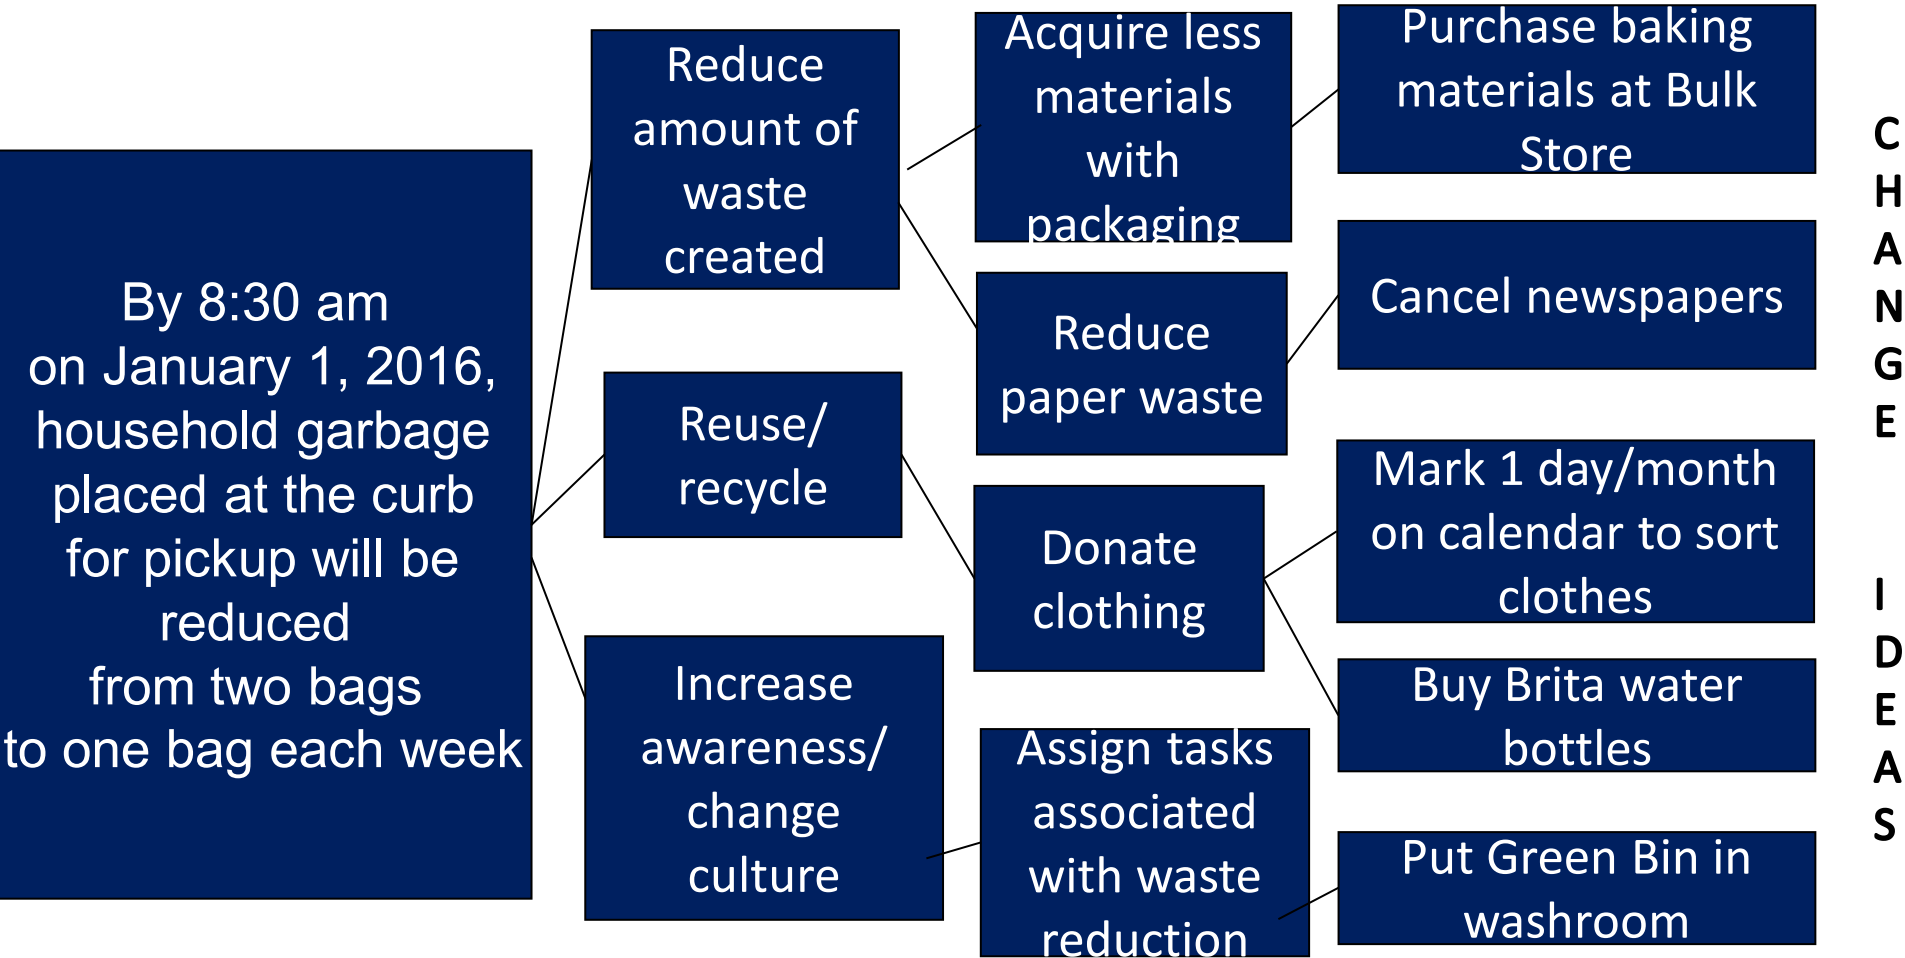 By 8:30 am
on January 1, 2016,
household garbage
placed at the curb
for pickup will be
reduced
from two bags
to one bag each week
Reduce
amount of
waste
created
Reuse/
recycle
Increase
awareness/
change
culture
Acquire less
materials
with
packaging
Reduce
paper waste
Donate
clothing
Assign tasks
associated
with waste
reduction
Purchase baking
materials at Bulk
Store
Cancel newspapers
Mark 1 day/month
on calendar to sort
clothes
Buy Brita water
bottles
Put Green Bin in
washroom
C
H
A
N
G
E
I
D
E
A
S